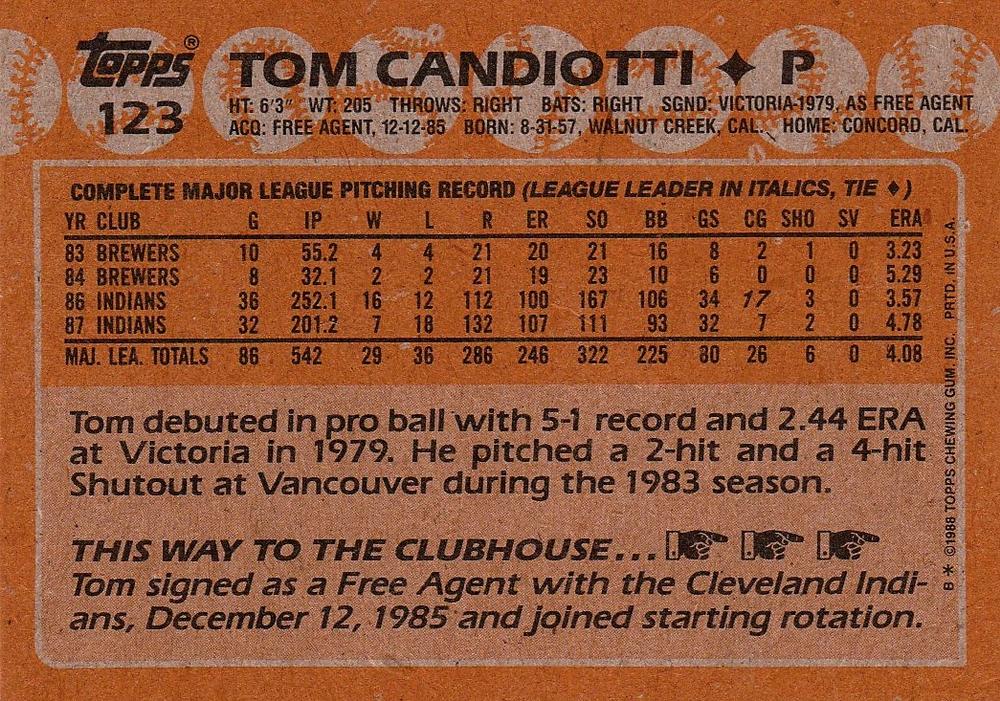 topps® TOM CANDIOTTI ♦ P
123 HT: 6'3" WT: 205 THROWS: RIGHT BATS: RIGHT SGND: VICTORIA-1979, AS FREE AGENT
ACQ: FREE AGENT, 12-12-85 BORN: 8-31-57, WALNUT CREEK, CAL. HOME: CONCORD, CAL.
COMPLETE MAJOR LEAGUE PITCHING RECORD (LEAGUE LEADER IN ITALICS, TIE ♦)
YR CLUB G IP W L R ER SO BB GS CG SHO SV ERA
83 BREWERS 10 55.2 4 4 21 20 21 16 8 2 1 0 3.23
84 BREWERS 8 32.1 2 2 21 19 23 10 6 0 0 0 5.29
86 INDIANS 36 252.1 16 12 112 100 167 106 34 17 3 0 3.57
87 INDIANS 32 201.2 7 18 132 107 111 93 32 7 2 0 4.78
MAJ. LEA. TOTALS 86 542 29 36 286 246 322 225 80 26 6 0 4.08
Tom debuted in pro ball with 5-1 record and 2.44 ERA
at Victoria in 1979. He pitched a 2-hit and a 4-hit
Shutout at Vancouver during the 1983 season.
THIS WAY TO THE CLUBHOUSE...
Tom signed as a Free Agent with the Cleveland Indi-
ans, December 12, 1985 and joined starting rotation.
B * ©1988 TOPPS CHEWING GUM, INC. PRTD. IN U.S.A.